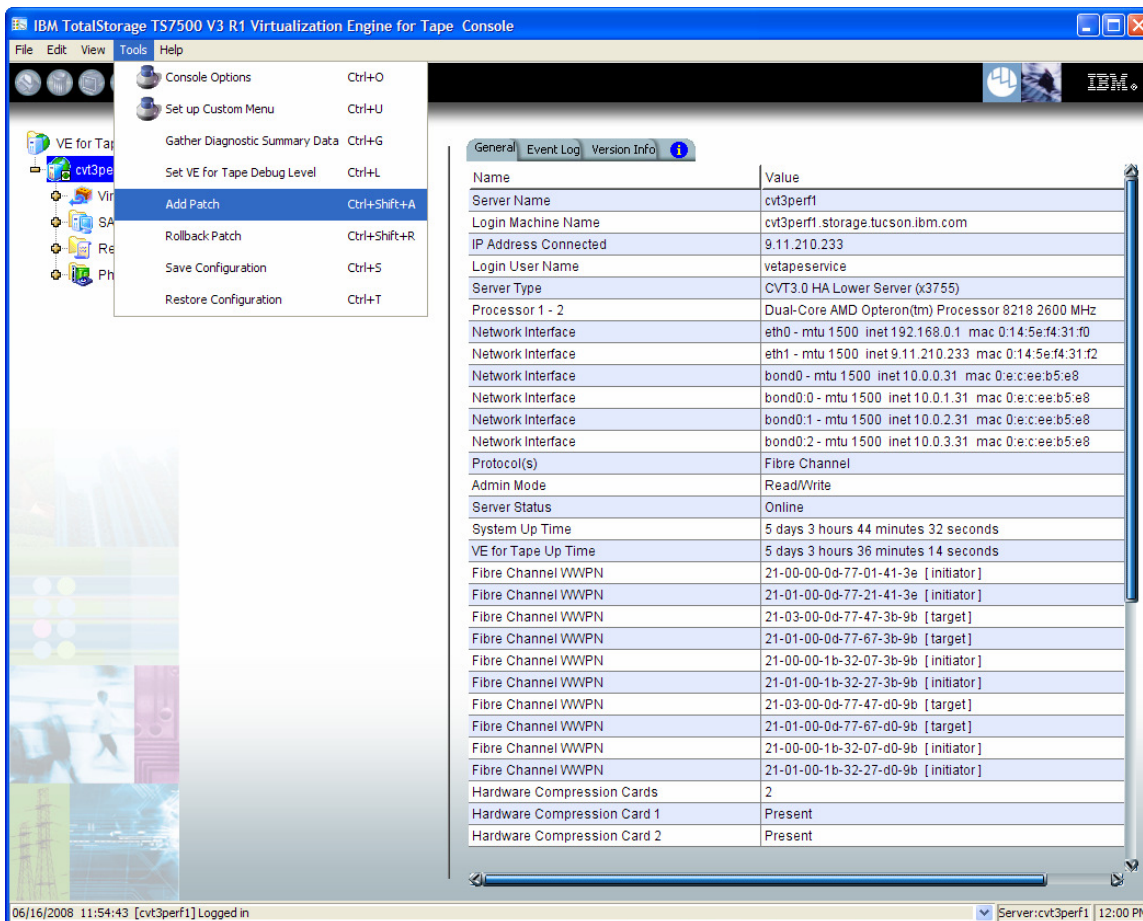 IBM TotalStorage TS7500 V3 R1 Virtualization Engine for Tape Console
File Edit View Tools Help
IBM
Console Options Ctrl+O
Set up Custom Menu Ctrl+U
Gather Diagnostic Summary Data Ctrl+G
Set VE for Tape Debug Level Ctrl+L
Add Patch Ctrl+Shift+A
Rollback Patch Ctrl+Shift+R
Save Configuration Ctrl+S
Restore Configuration Ctrl+T
VE for Tap
cvt3pe
Vir
SA
Re
Ph
General Event Log Version Info i
Name Value
Server Name cvt3perf1
Login Machine Name cvt3perf1.storage.tucson.ibm.com
IP Address Connected 9.11.210.233
Login User Name vetapeservice
Server Type CVT3.0 HA Lower Server (x3755)
Processor 1 - 2 Dual-Core AMD Opteron(tm) Processor 8218 2600 MHz
Network Interface eth0 - mtu 1500 inet 192.168.0.1 mac 0:14:5e:f4:31:f0
Network Interface eth1 - mtu 1500 inet 9.11.210.233 mac 0:14:5e:f4:31:f2
Network Interface bond0 - mtu 1500 inet 10.0.0.31 mac 0:e:c:ee:b5:e8
Network Interface bond0:0 - mtu 1500 inet 10.0.1.31 mac 0:e:c:ee:b5:e8
Network Interface bond0:1 - mtu 1500 inet 10.0.2.31 mac 0:e:c:ee:b5:e8
Network Interface bond0:2 - mtu 1500 inet 10.0.3.31 mac 0:e:c:ee:b5:e8
Protocol(s) Fibre Channel
Admin Mode Read/Write
Server Status Online
System Up Time 5 days 3 hours 44 minutes 32 seconds
VE for Tape Up Time 5 days 3 hours 36 minutes 14 seconds
Fibre Channel WWPN 21-00-00-0d-77-01-41-3e [initiator]
Fibre Channel WWPN 21-01-00-0d-77-21-41-3e [initiator]
Fibre Channel WWPN 21-03-00-0d-77-47-3b-9b [target]
Fibre Channel WWPN 21-01-00-0d-77-67-3b-9b [target]
Fibre Channel WWPN 21-00-00-1b-32-07-3b-9b [initiator]
Fibre Channel WWPN 21-01-00-1b-32-27-3b-9b [initiator]
Fibre Channel WWPN 21-03-00-0d-77-47-d0-9b [target]
Fibre Channel WWPN 21-01-00-0d-77-67-d0-9b [target]
Fibre Channel WWPN 21-00-00-1b-32-07-d0-9b [initiator]
Fibre Channel WWPN 21-01-00-1b-32-27-d0-9b [initiator]
Hardware Compression Cards 2
Hardware Compression Card 1 Present
Hardware Compression Card 2 Present
06/16/2008 11:54:43 [cvt3perf1] Logged in Server:cvt3perf1 12:00 PM